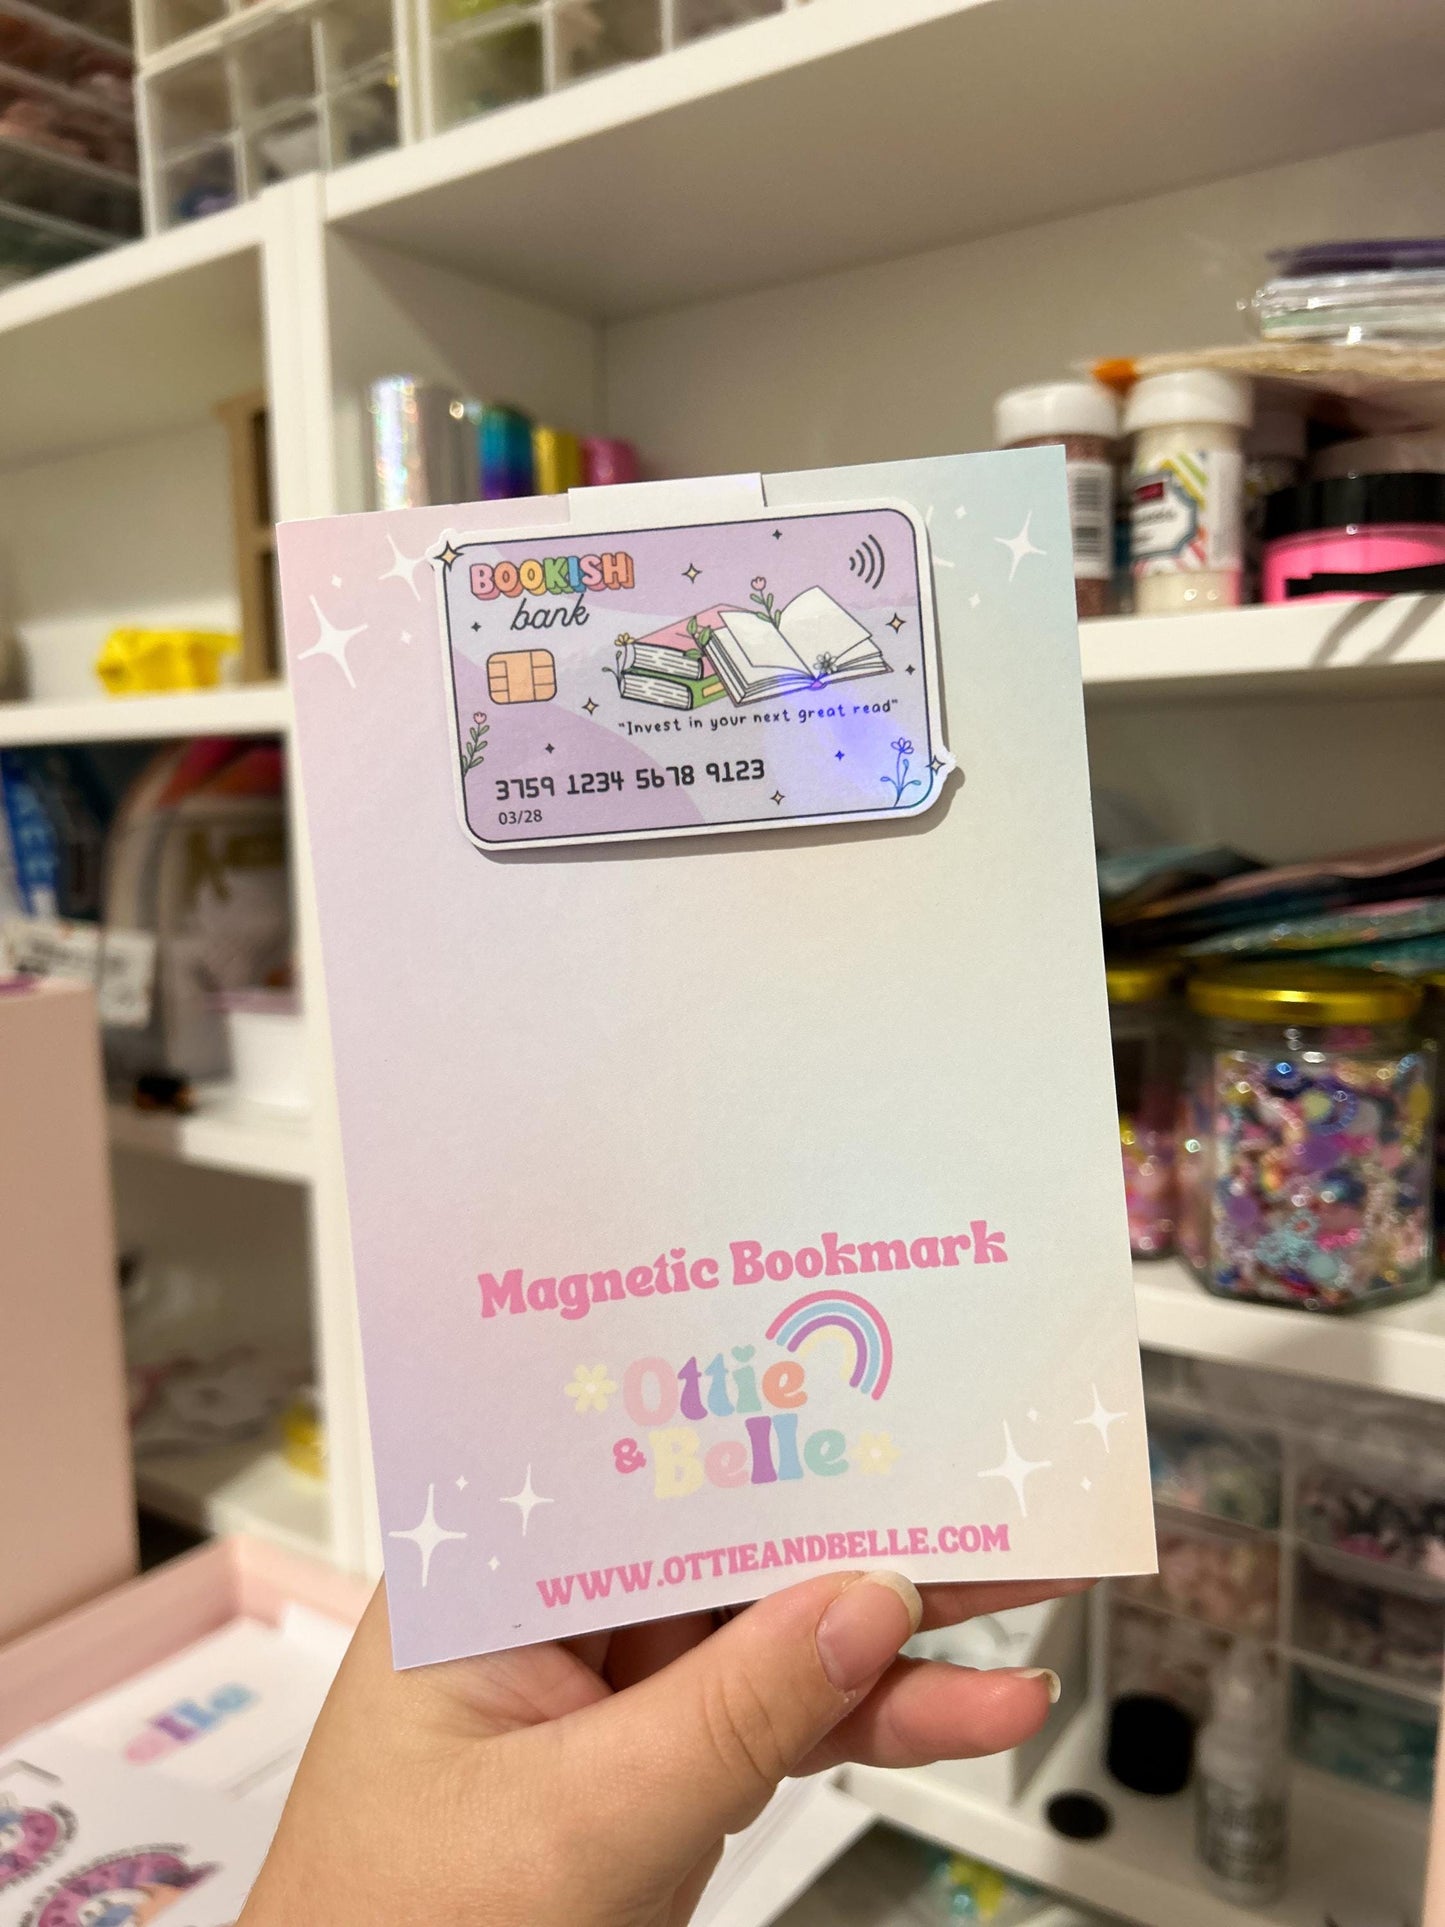 BOOKISH
bank
"Invest in your next great read"
3759 1234 5678 9123
03/28
Magnetic Bookmark
Ottie
& Belle
WWW.OTTIEANDBELLE.COM